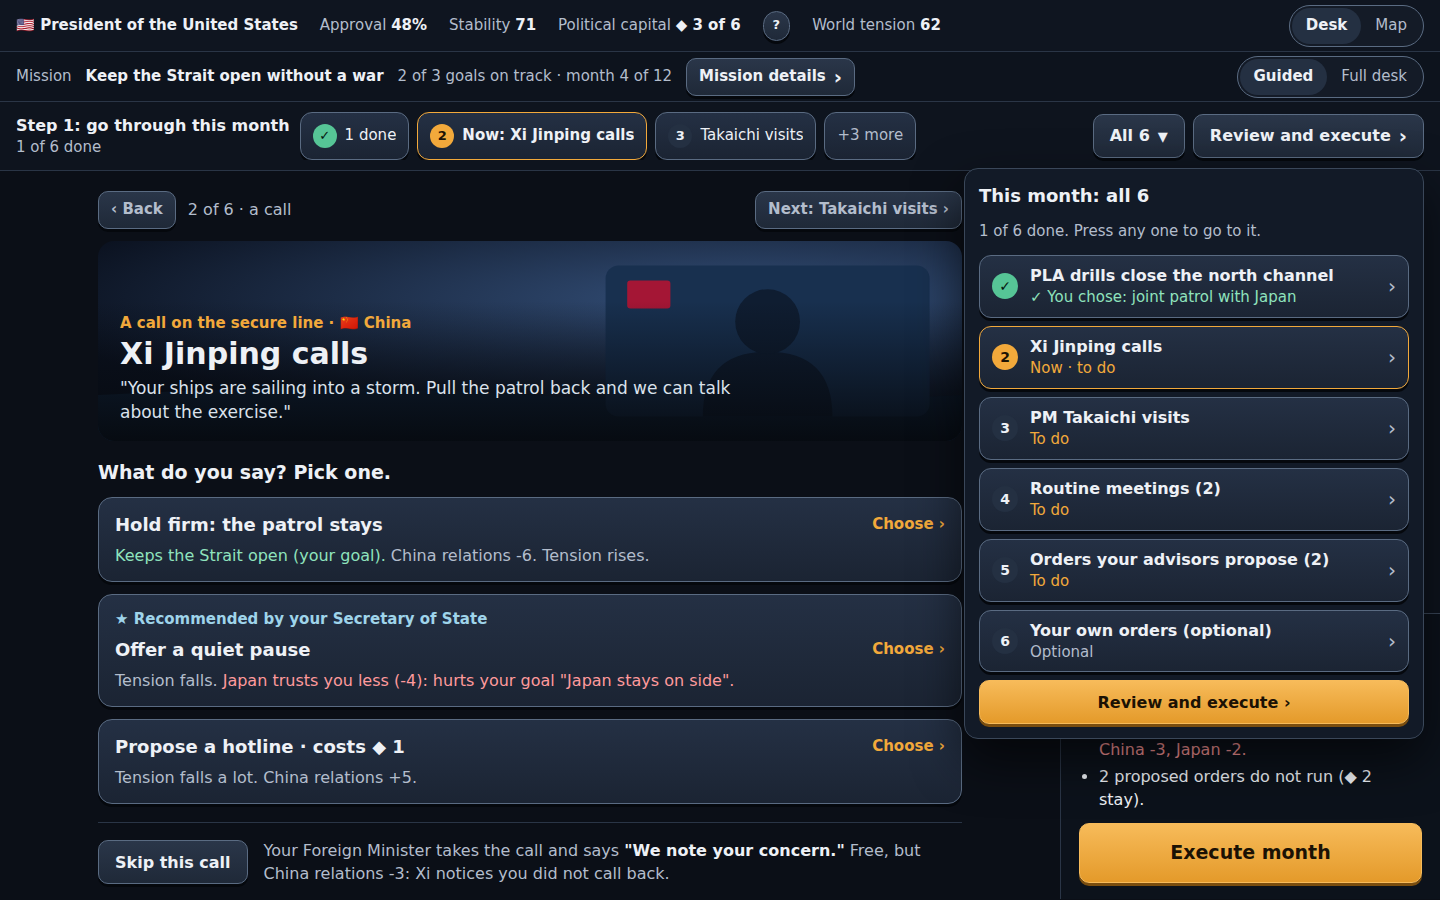 🇺🇸 President of the United States Approval 48% Stability 71 Political capital ◆ 3 of 6 ? World tension 62 Desk Map
Mission Keep the Strait open without a war 2 of 3 goals on track · month 4 of 12 Mission details › Guided Full desk
Step 1: go through this month
1 of 6 done
✓ 1 done 2 Now: Xi Jinping calls 3 Takaichi visits +3 more All 6 ▼ Review and execute ›
‹ Back 2 of 6 · a call Next: Takaichi visits ›
A call on the secure line · 🇨🇳 China
Xi Jinping calls
"Your ships are sailing into a storm. Pull the patrol back and we can talk
about the exercise."
What do you say? Pick one.
Hold firm: the patrol stays Choose ›
Keeps the Strait open (your goal). China relations -6. Tension rises.
★ Recommended by your Secretary of State
Offer a quiet pause Choose ›
Tension falls. Japan trusts you less (-4): hurts your goal "Japan stays on side".
Propose a hotline · costs ◆ 1 Choose ›
Tension falls a lot. China relations +5.
Skip this call
Your Foreign Minister takes the call and says "We note your concern." Free, but
China relations -3: Xi notices you did not call back.
This month: all 6
1 of 6 done. Press any one to go to it.
✓ PLA drills close the north channel ›
✓ You chose: joint patrol with Japan
2 Xi Jinping calls ›
Now · to do
3 PM Takaichi visits ›
To do
4 Routine meetings (2) ›
To do
5 Orders your advisors propose (2) ›
To do
6 Your own orders (optional) ›
Optional
Review and execute ›
China -3, Japan -2.
• 2 proposed orders do not run (◆ 2
stay).
Execute month